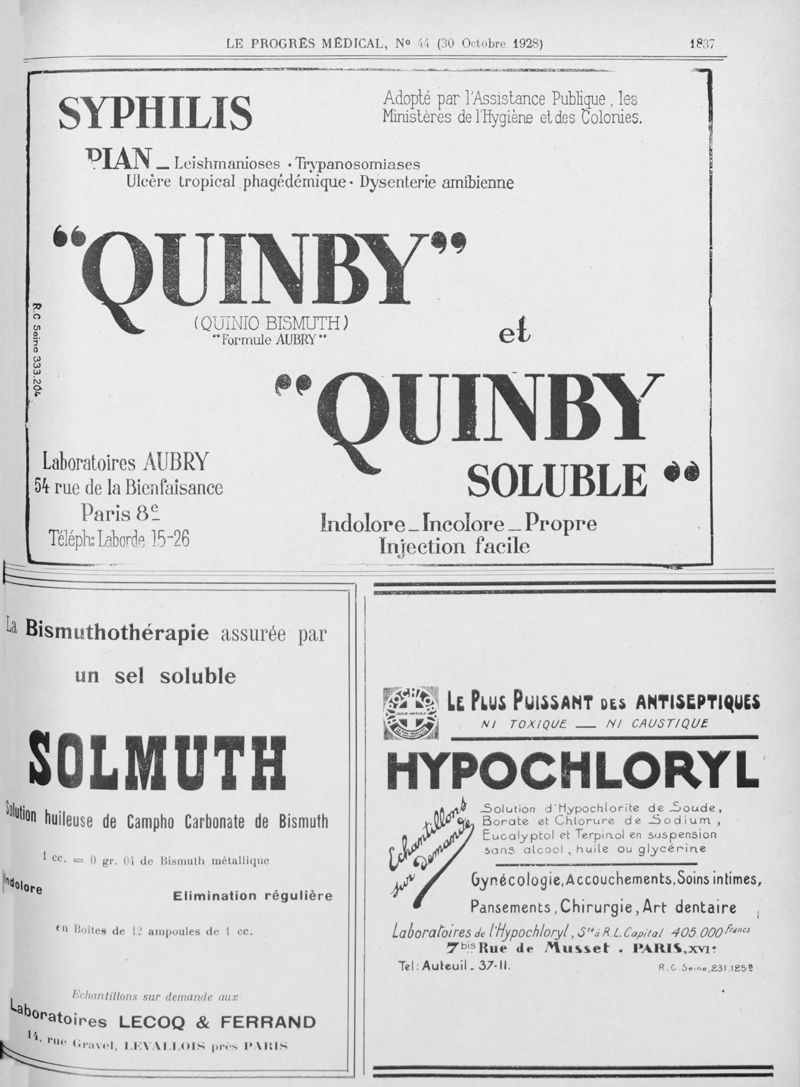 LE PROGRÈS MÉDICAL, No 44 (30 Octobre 1928) 1837
SYPHILIS
Adopté par l'Assistance Publique, les
Ministères de l'Hygiène et des Colonies.
PIAN — Leishmanioses · Trypanosomiases
Ulcère tropical phagédémique · Dysenterie amibienne
"QUINBY"
(QUINIO BISMUTH)
"Formule AUBRY"
et
"QUINBY
SOLUBLE"
R.C Seine 333.204
Laboratoires AUBRY
54 rue de la Bienfaisance
Paris 8e
Téléph: Laborde 15-26
Indolore — Incolore — Propre
Injection facile
La Bismuthothérapie assurée par
un sel soluble
SOLMUTH
Solution huileuse de Campho Carbonate de Bismuth
1 cc. = 0 gr. 04 de Bismuth métallique
Indolore
Elimination régulière
en Boîtes de 12 ampoules de 1 cc.
Echantillons sur demande aux
Laboratoires LECOQ & FERRAND
14, rue Gravel, LEVALLOIS près PARIS
HYPOCHLORYL
LE PLUS PUISSANT DES ANTISEPTIQUES
NI TOXIQUE — NI CAUSTIQUE
HYPOCHLORYL
Echantillons
sur Demande
Solution d'Hypochlorite de Soude,
Borate et Chlorure de Sodium,
Eucalyptol et Terpinol en suspension
sans alcool, huile ou glycérine
Gynécologie, Accouchements, Soins intimes,
Pansements, Chirurgie, Art dentaire
Laboratoires de l'Hypochloryl, Sté à R.L. Capital 405.000 Francs
7bis Rue de Musset . PARIS, XVIe
Tel: Auteuil - 37-11.
R.C. Seine, 231.125B